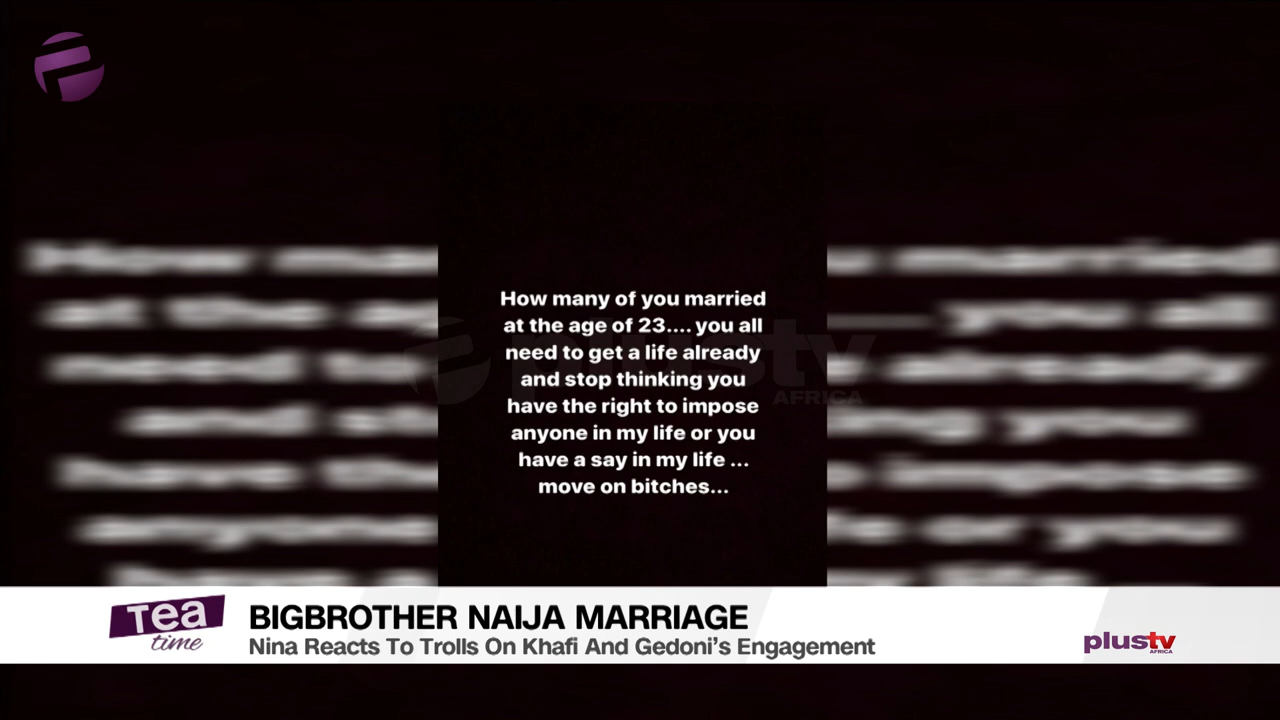 How many of you married
at the age of 23.... you all
need to get a life already
and stop thinking you
have the right to impose
anyone in my life or you
have a say in my life ...
move on bitches...
plustv
AFRICA
Tea
time
BIGBROTHER NAIJA MARRIAGE
Nina Reacts To Trolls On Khafi And Gedoni's Engagement
plustv
AFRICA